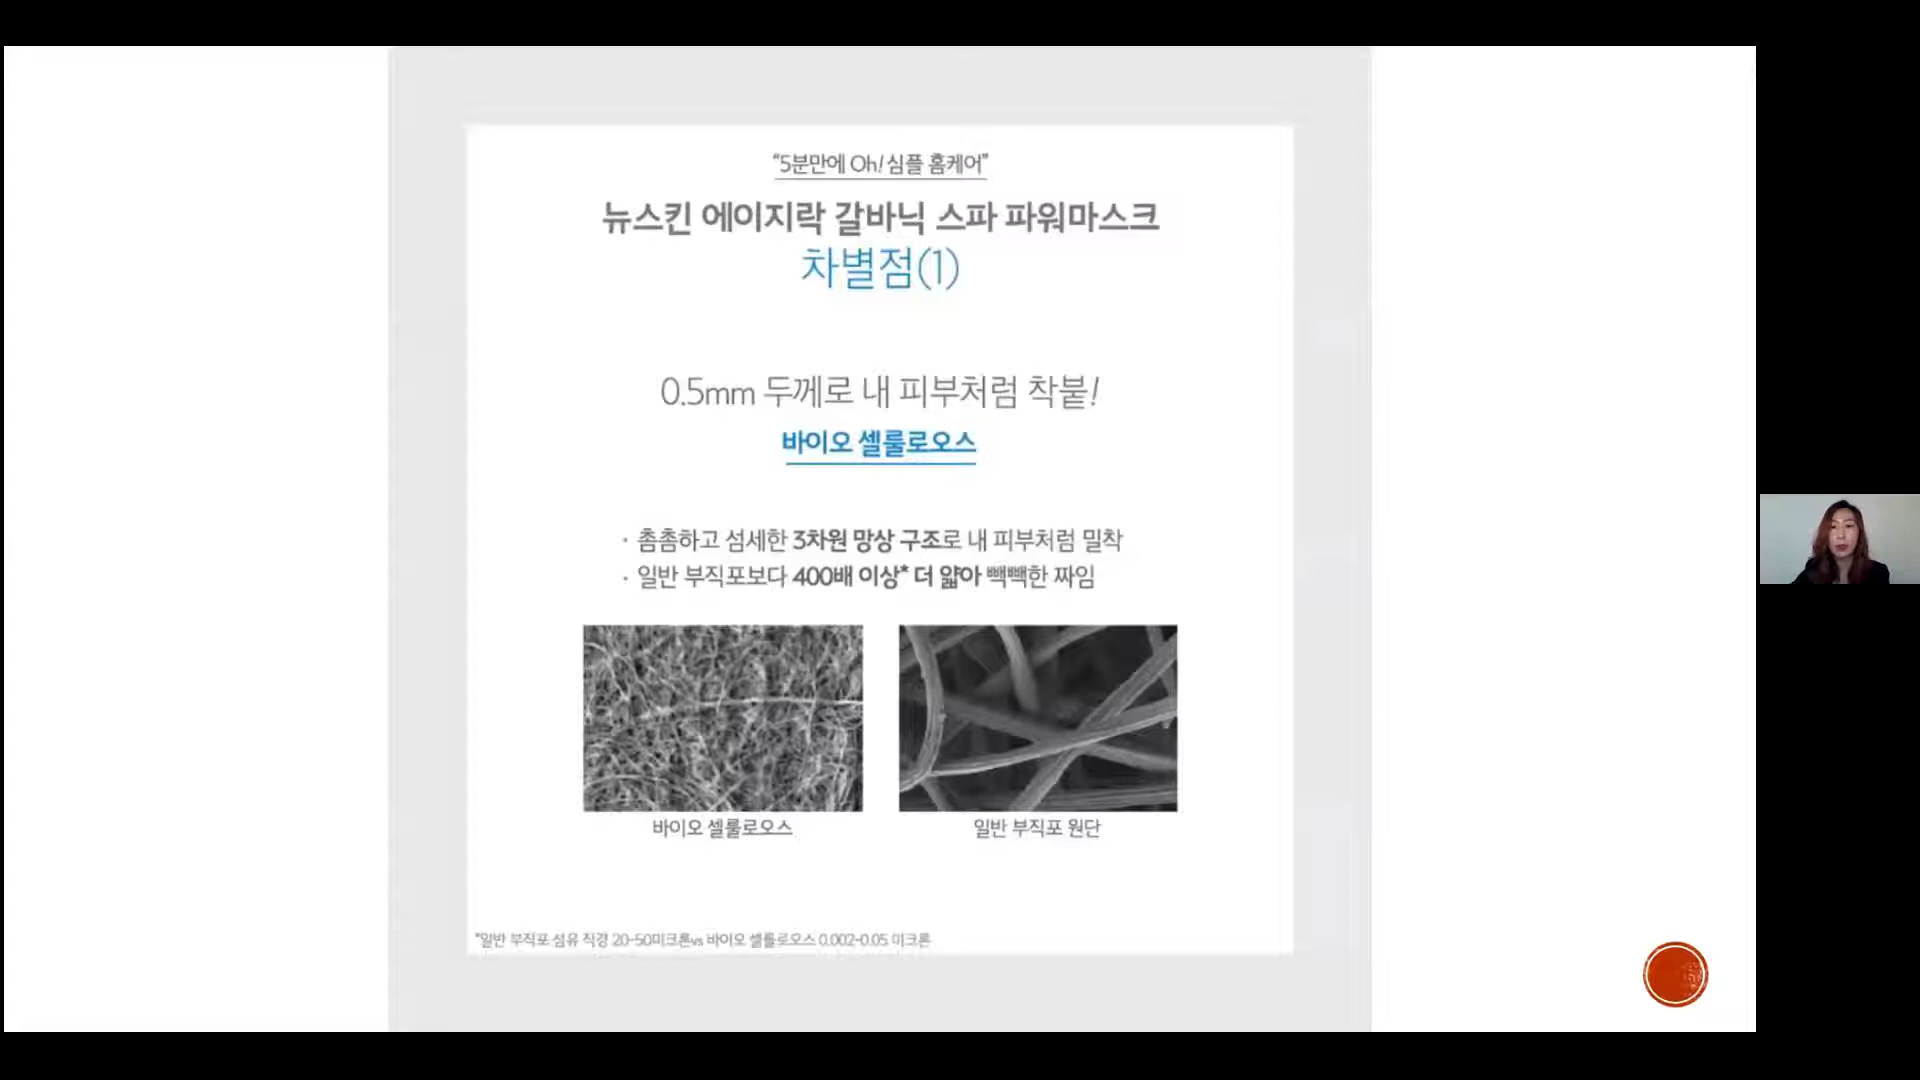 “5분만에 Oh! 심플 홈케어”
뉴스킨 에이지락 갈바닉 스파 파워마스크
차별점(1)
0.5mm 두께로 내 피부처럼 착붙!
바이오 셀룰로오스
· 촘촘하고 섬세한 3차원 망상 구조로 내 피부처럼 밀착
· 일반 부직포보다 400배 이상* 더 얇아 빽빽한 짜임
바이오 셀룰로오스
일반 부직포 원단
*일반 부직포 섬유 직경 20-50미크론vs 바이오 셀룰로오스 0.002-0.05 미크론